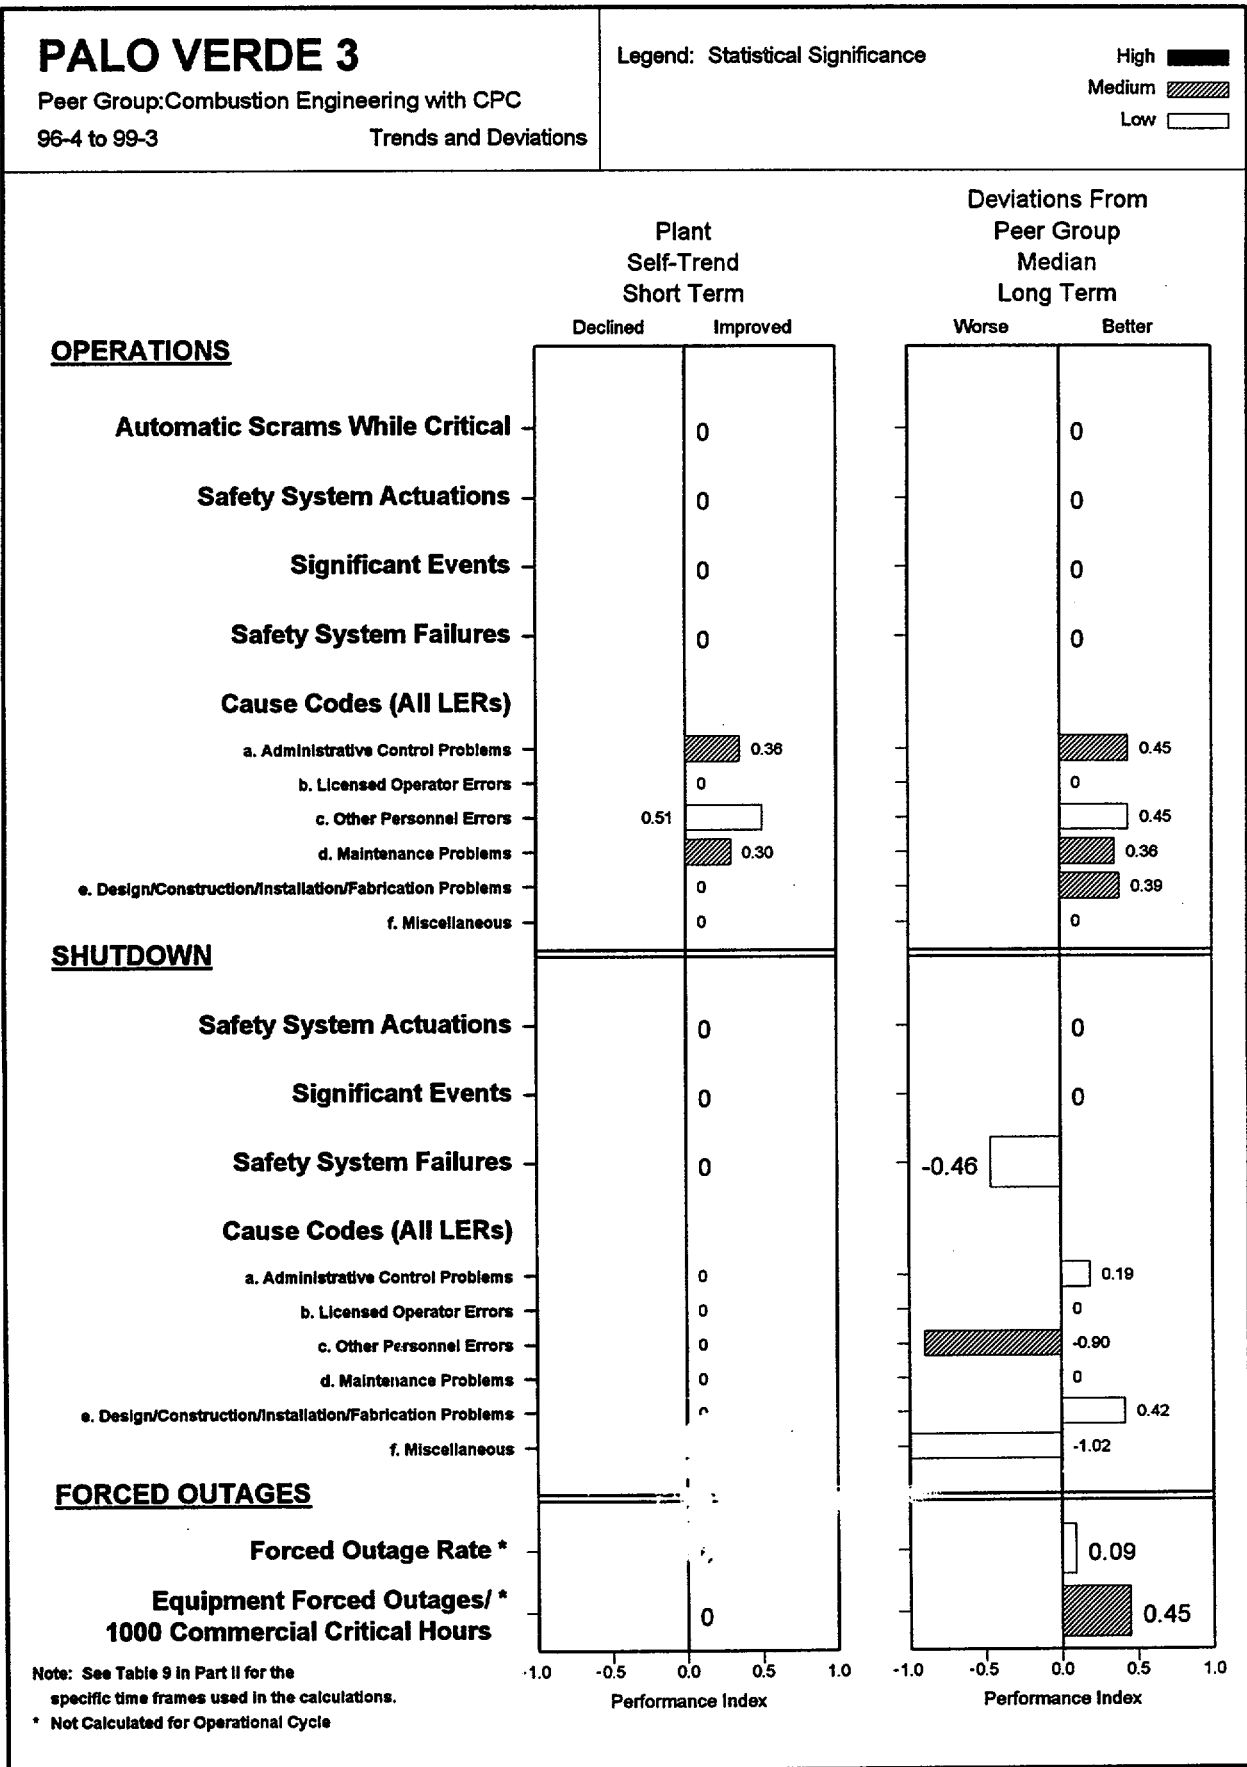 PALO VERDE 3
Peer Group:Combustion Engineering with CPC
96-4 to 99-3 Trends and Deviations
Legend: Statistical Significance
High
Medium
Low
Plant
Self-Trend
Short Term
Declined Improved
Deviations From
Peer Group
Median
Long Term
Worse Better
OPERATIONS
Automatic Scrams While Critical 0 0
Safety System Actuations 0 0
Significant Events 0 0
Safety System Failures 0 0
Cause Codes (All LERs)
a. Administrative Control Problems 0.36 0.45
b. Licensed Operator Errors 0 0
c. Other Personnel Errors 0.51 0.45
d. Maintenance Problems 0.30 0.36
e. Design/Construction/Installation/Fabrication Problems 0 0.39
f. Miscellaneous 0 0
SHUTDOWN
Safety System Actuations 0 0
Significant Events 0 0
Safety System Failures 0 -0.46
Cause Codes (All LERs)
a. Administrative Control Problems 0 0.19
b. Licensed Operator Errors 0 0
c. Other Personnel Errors 0 -0.90
d. Maintenance Problems 0 0
e. Design/Construction/Installation/Fabrication Problems 0.42
f. Miscellaneous -1.02
FORCED OUTAGES
Forced Outage Rate * 0.09
Equipment Forced Outages/ *
1000 Commercial Critical Hours 0 0.45
-1.0 -0.5 0.0 0.5 1.0 -1.0 -0.5 0.0 0.5 1.0
Performance Index Performance Index
Note: See Table 9 in Part II for the
specific time frames used in the calculations.
* Not Calculated for Operational Cycle